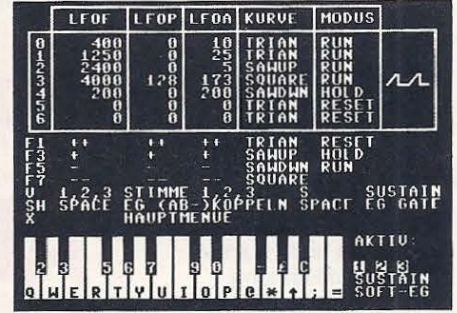 LFOF LFOP LFOA KURVE MODUS
0 400 0 10 TRIAN RUN
1 1250 00 25 TRIAN RUN
2 2400 0 5 SAWUP RUN
3 4000 128 173 SQUARE RUN
4 200 0 200 SAWDWN HOLD
5 0 0 0 TRIAN RESET
6 0 0 0 TRIAN RESET
F1 ++ ++ TRIAN RESET
F3 + + + SAWUP HOLD
F5 - - - SAWDWN RUN
F7 -- -- -- SQUARE
U 1,2,3 STIMME 1,2,3 S SUSTAIN
SH SPACE EG (AB-)KOPPELN SPACE EG GATE
X HAUPTMENUE
AKTIV:
2 3 5 6 7 9 0 - £ C 1 2 3
SUSTAIN
Q W E R T Y U I O P @ * ↑ ; = SOFT-EG